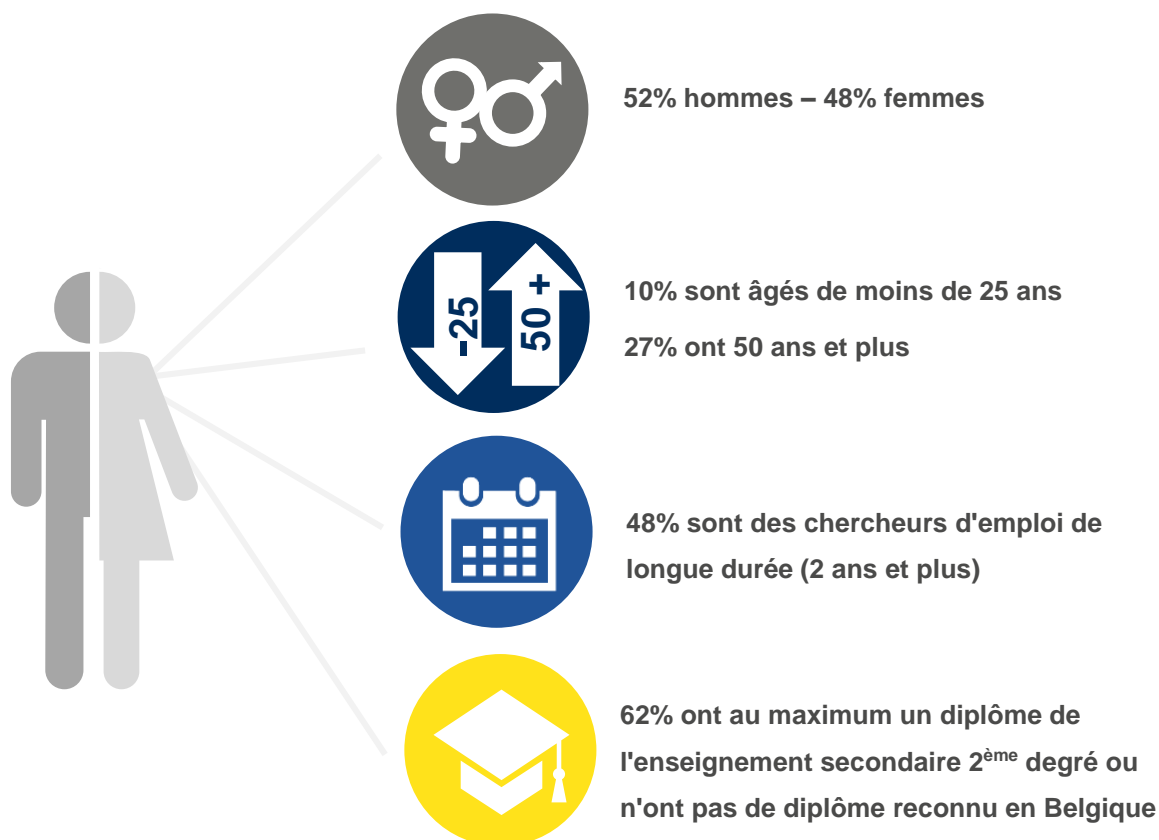 52% hommes – 48% femmes
-25
50 +
10% sont âgés de moins de 25 ans
27% ont 50 ans et plus
48% sont des chercheurs d'emploi de
longue durée (2 ans et plus)
62% ont au maximum un diplôme de
l'enseignement secondaire 2ème degré ou
n'ont pas de diplôme reconnu en Belgique